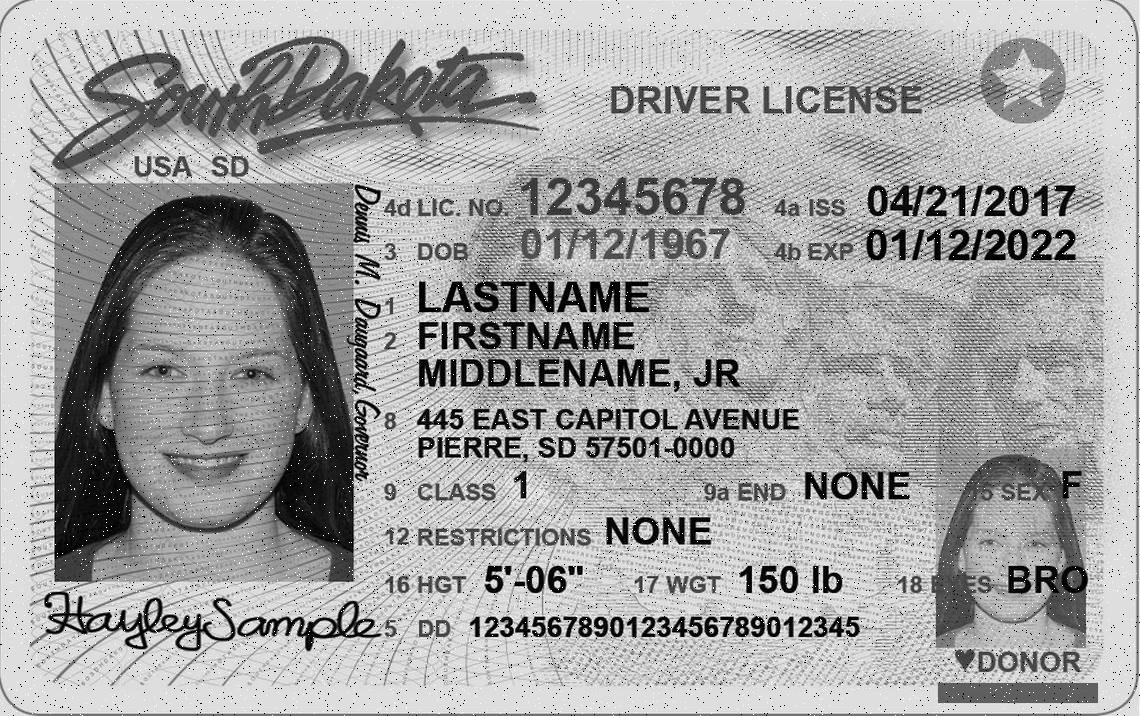 South Dakota
DRIVER LICENSE
USA SD
4d LIC. NO. 12345678 4a ISS 04/21/2017
3 DOB 01/12/1967 4b EXP 01/12/2022
1 LASTNAME
2 FIRSTNAME
MIDDLENAME, JR
8 445 EAST CAPITOL AVENUE
PIERRE, SD 57501-0000
9 CLASS 1 9a END NONE 15 SEX F
12 RESTRICTIONS NONE
16 HGT 5'-06" 17 WGT 150 lb 18 EYES BRO
5 DD 1234567890123456789012345
Dennis M. Daugaard, Governor
HayleySample
♥DONOR